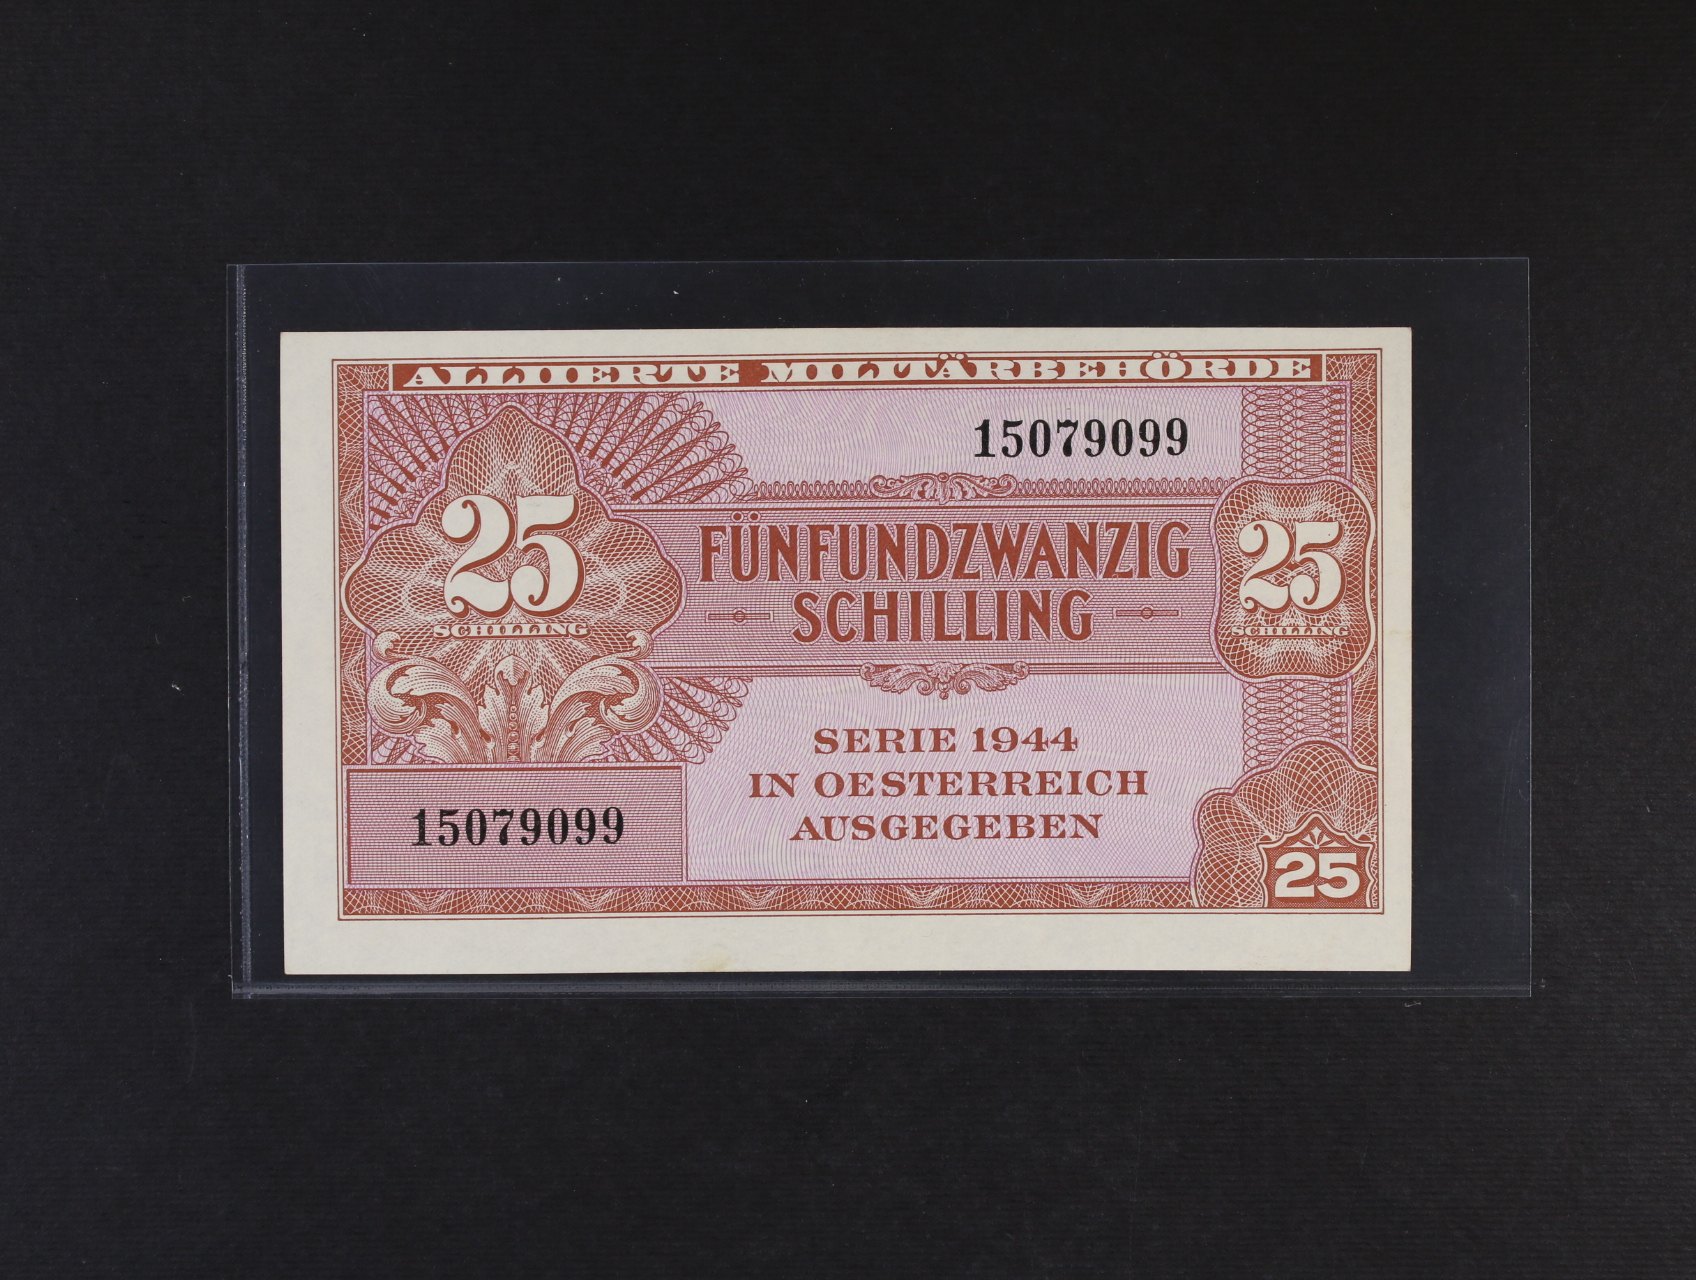 ALLIIERTE MILITÄRBEHÖRDE
15079099
25
SCHILLING
FÜNFUNDZWANZIG
SCHILLING
25
SCHILLING
SERIE 1944
IN OESTERREICH
AUSGEGEBEN
15079099
25